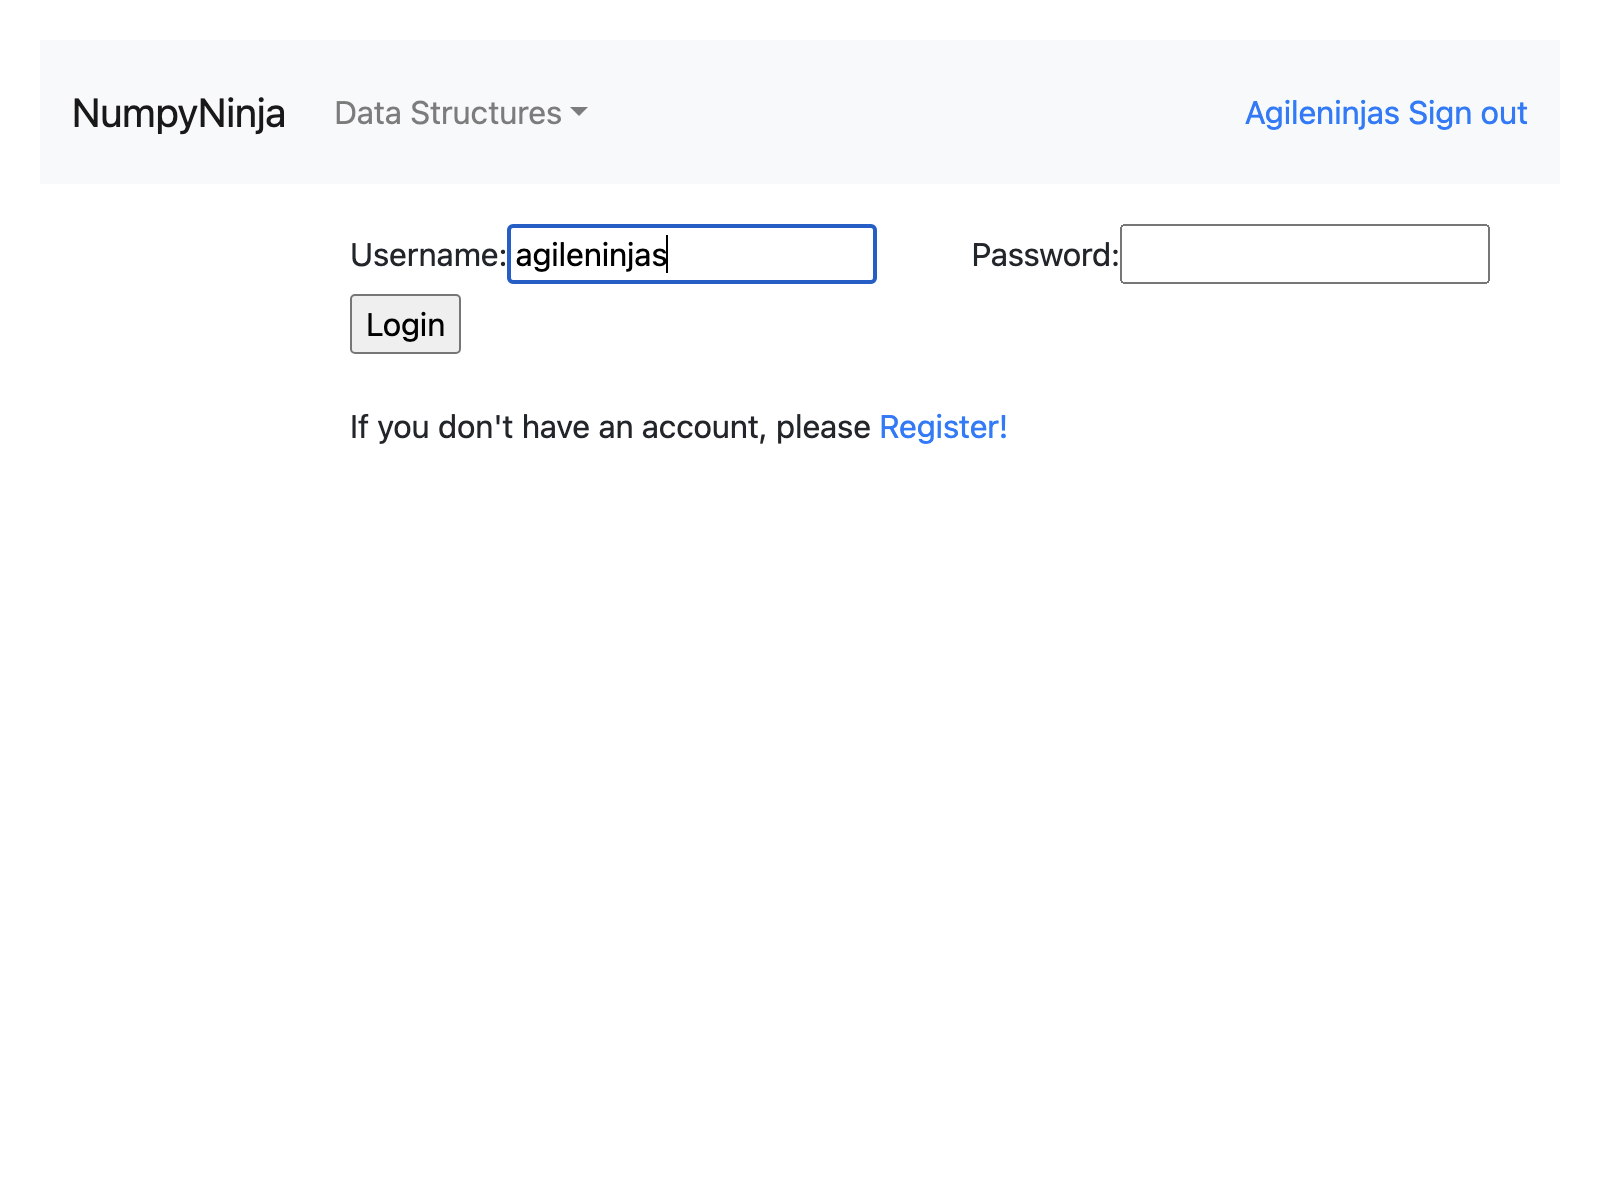 NumpyNinja Data Structures Agileninjas Sign out
Username: agileninjas Password:
Login
If you don't have an account, please Register!